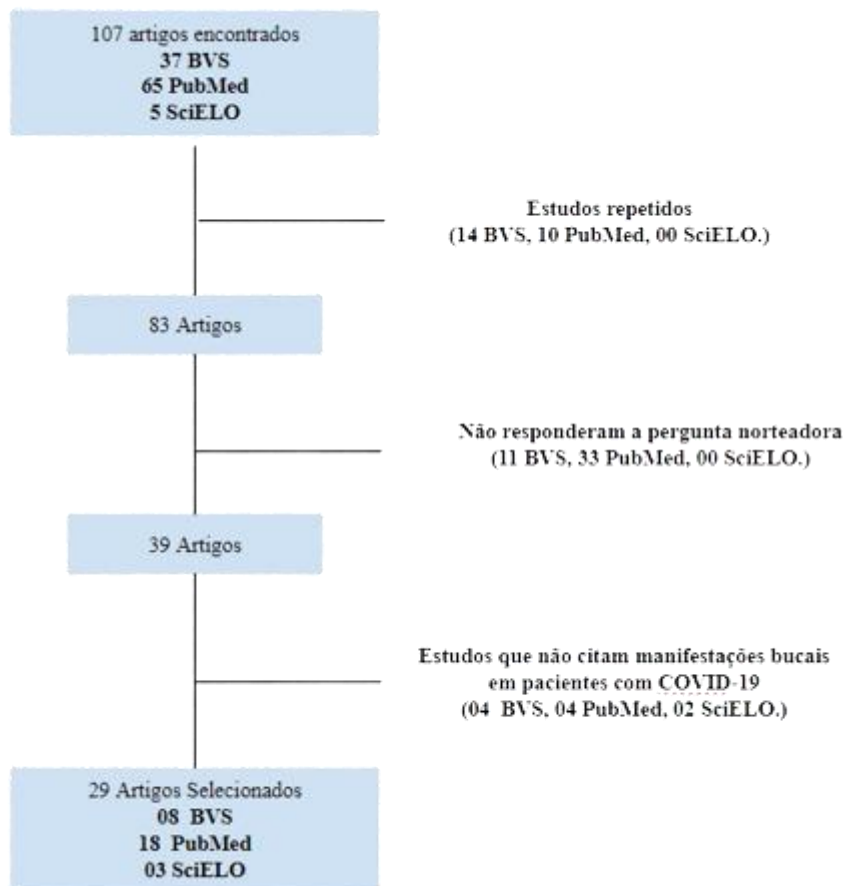 107 artigos encontrados
37 BVS
65 PubMed
5 SciELO
Estudos repetidos
(14 BVS, 10 PubMed, 00 SciELO.)
83 Artigos
Não responderam a pergunta norteadora
(11 BVS, 33 PubMed, 00 SciELO.)
39 Artigos
Estudos que não citam manifestações bucais
em pacientes com COVID-19
(04 BVS, 04 PubMed, 02 SciELO.)
29 Artigos Selecionados
08 BVS
18 PubMed
03 SciELO